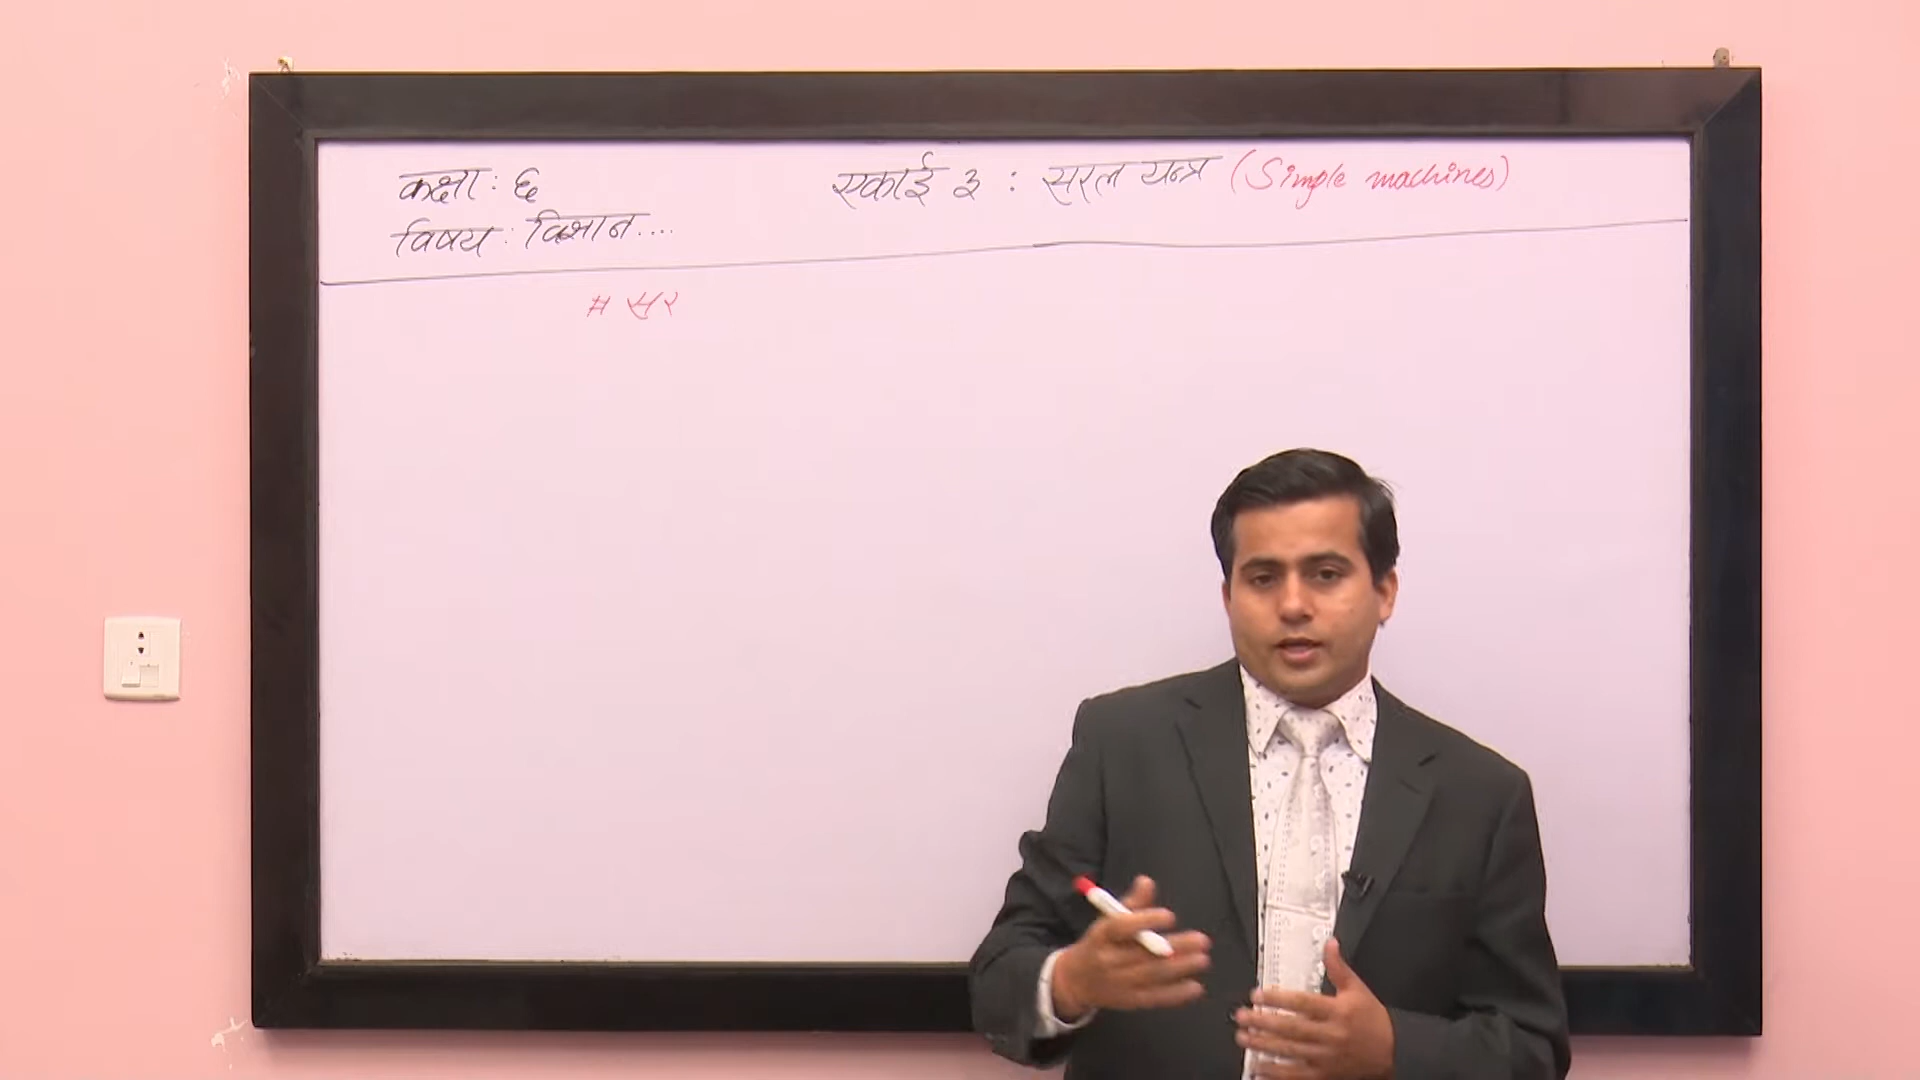 कक्षा : ६
विषय : विज्ञान....
एकाई ३ : सरल यन्त्र (Simple machines)
# सर